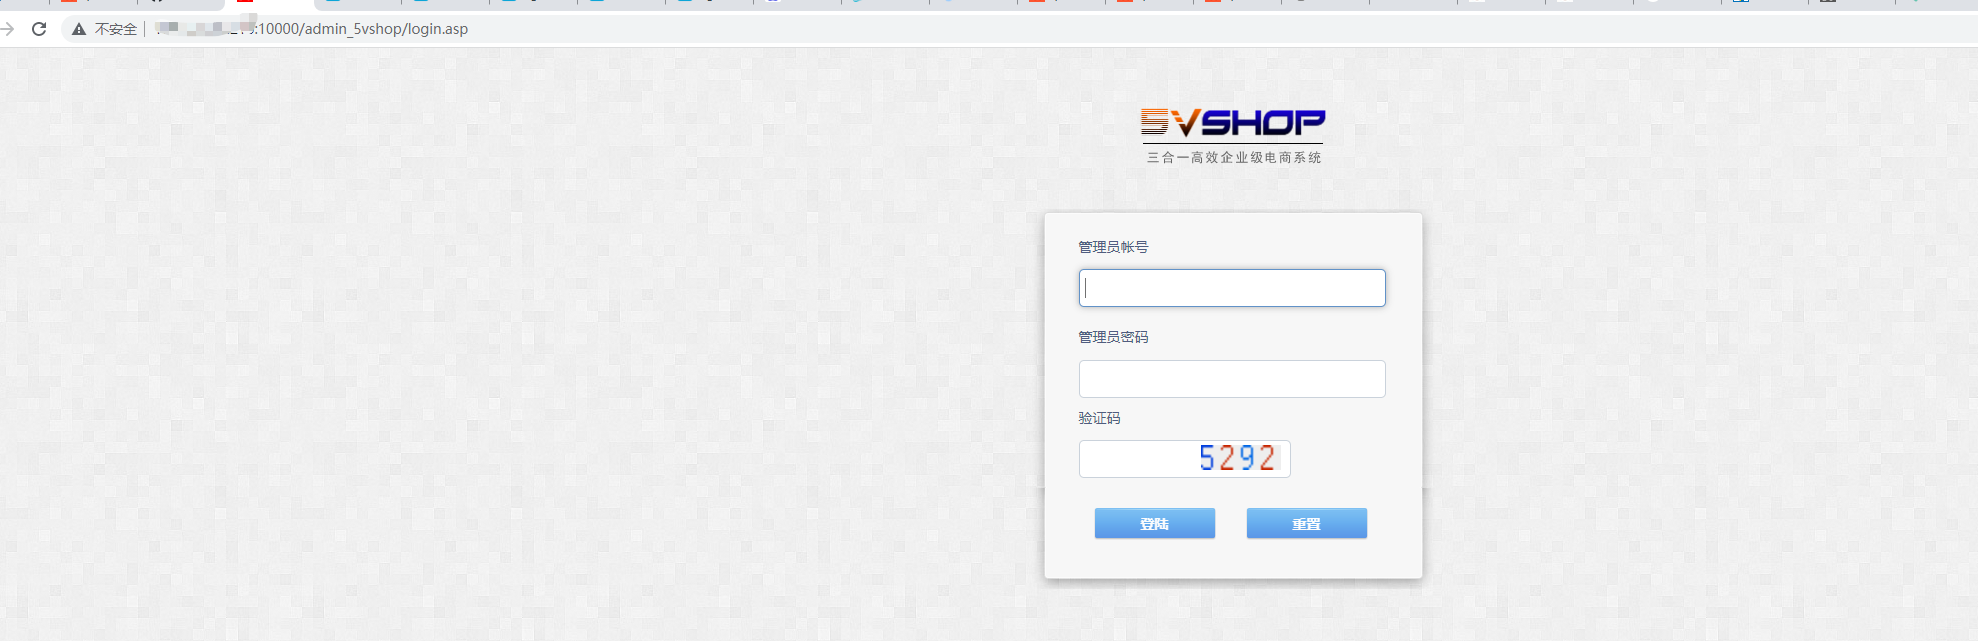 不安全
:10000/admin_5vshop/login.asp
5VSHOP
三合一高效企业级电商系统
管理员帐号
管理员密码
验证码
5292
登陆 重置